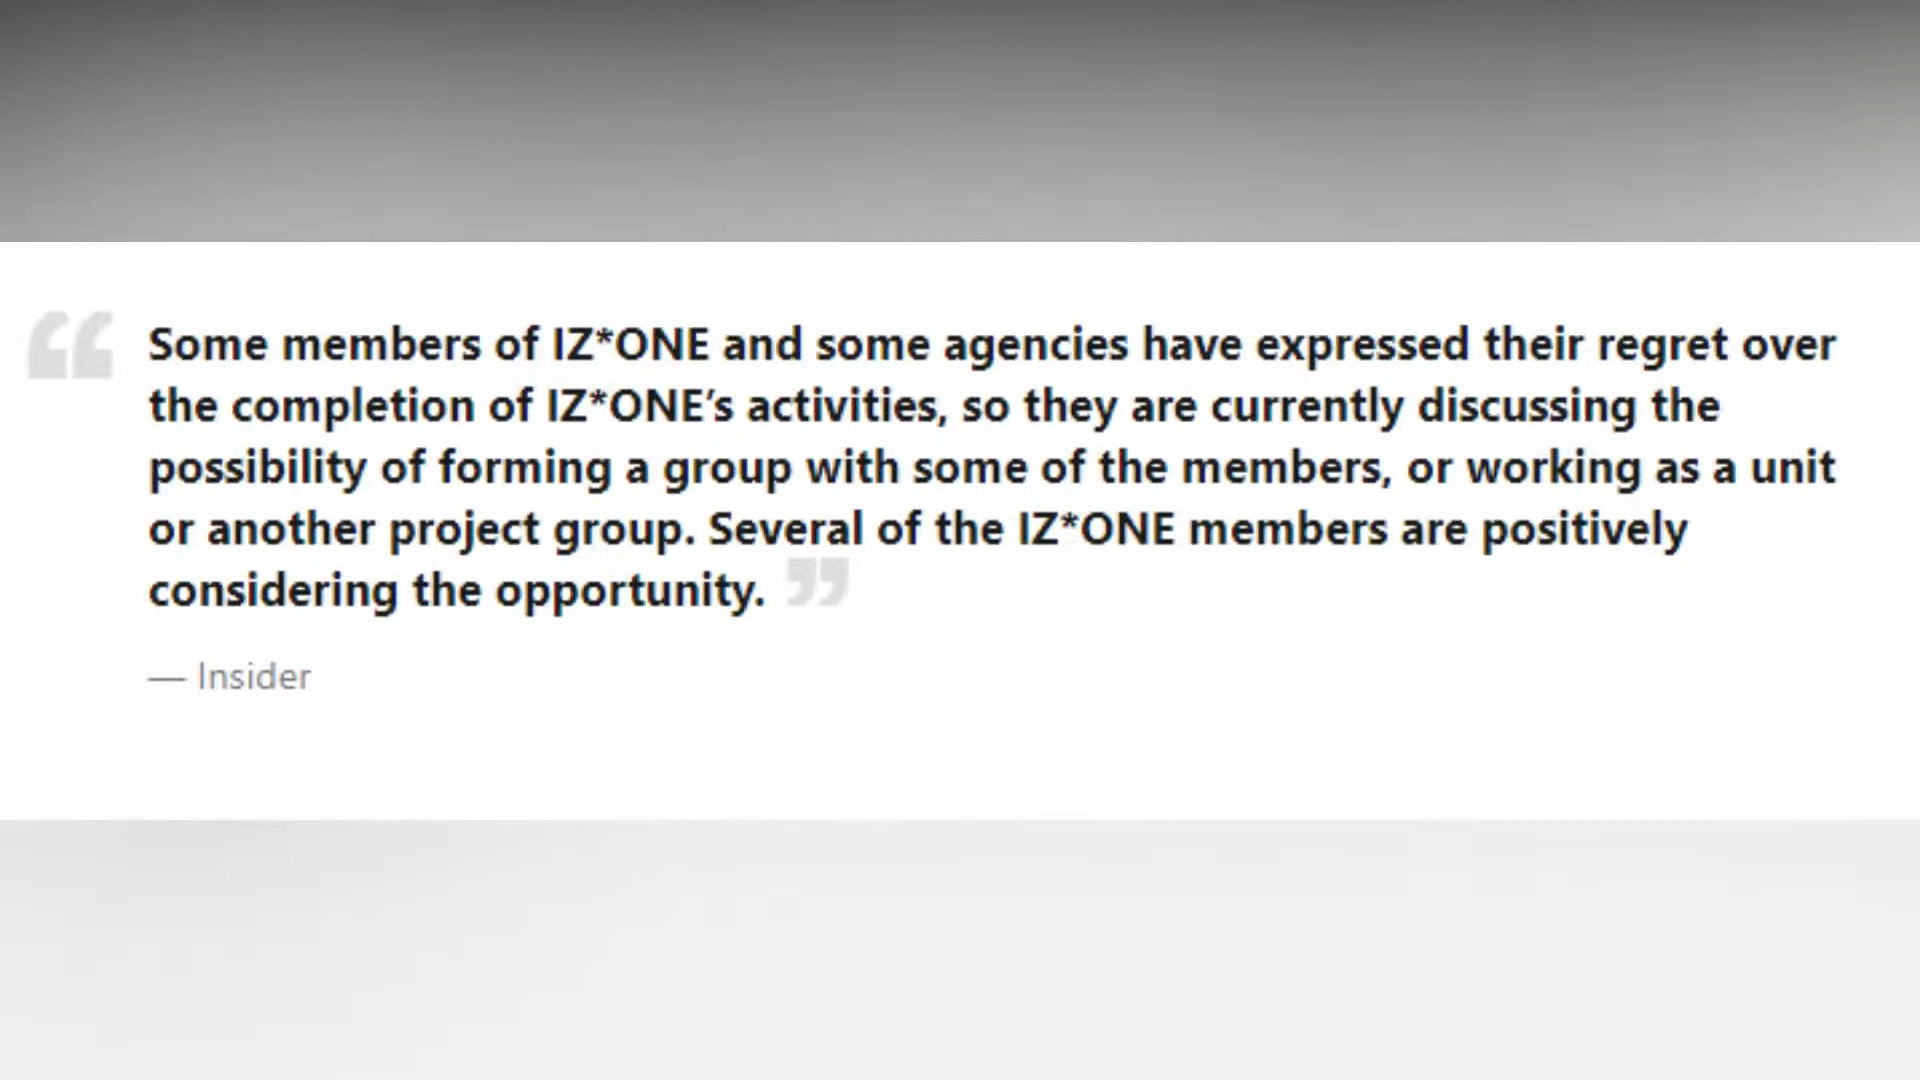 “ Some members of IZ*ONE and some agencies have expressed their regret over
the completion of IZ*ONE’s activities, so they are currently discussing the
possibility of forming a group with some of the members, or working as a unit
or another project group. Several of the IZ*ONE members are positively
considering the opportunity. ”
— Insider